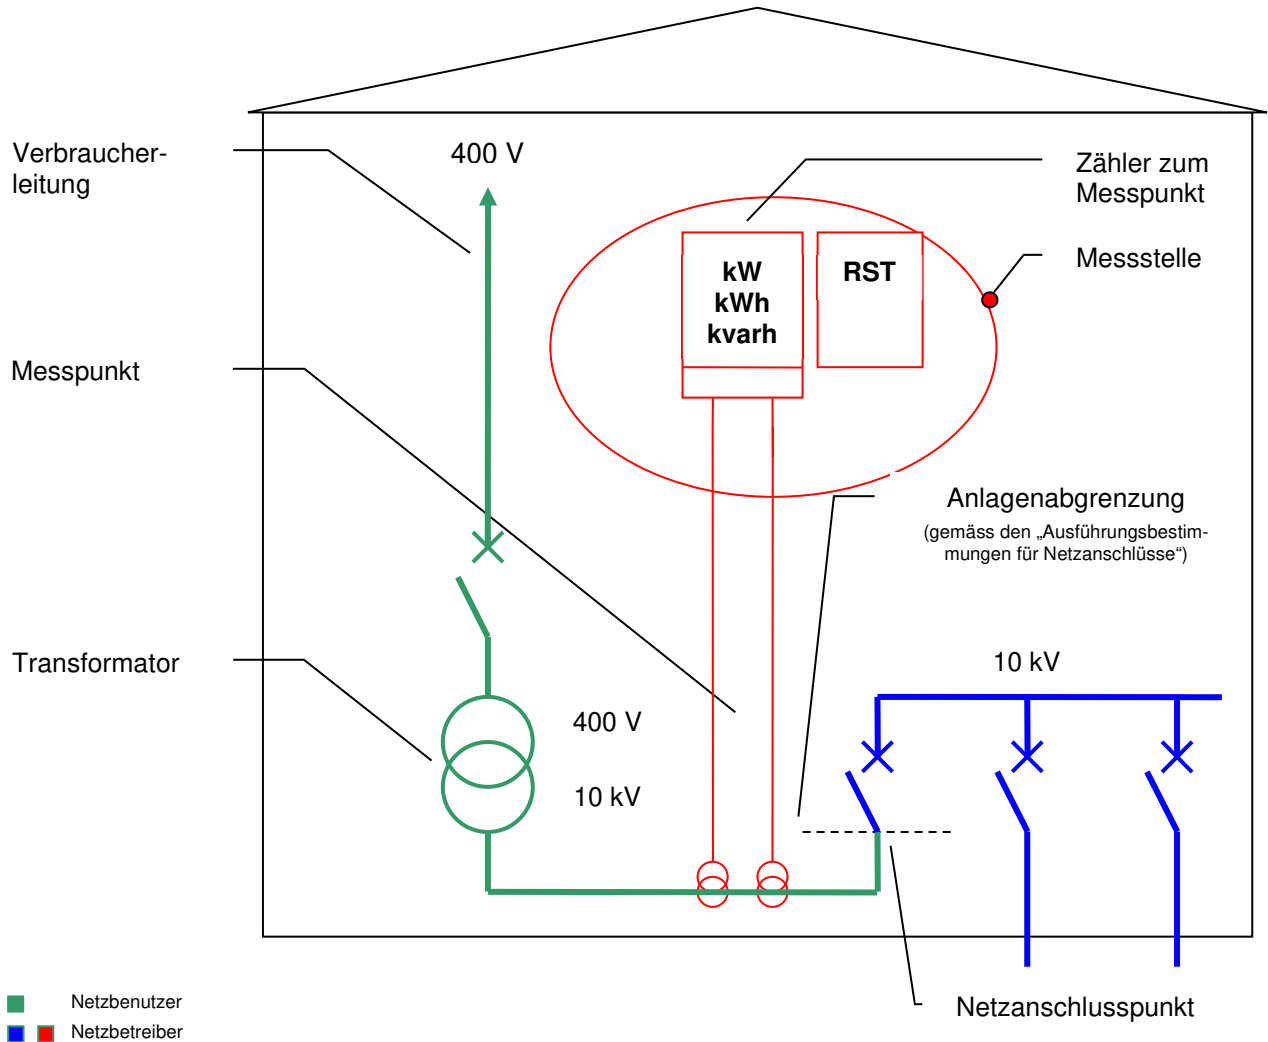 Verbraucher-
leitung
400 V
Zähler zum
Messpunkt
kW
kWh
kvarh
RST
Messstelle
Messpunkt
Anlagenabgrenzung
(gemäss den „Ausführungsbestim-
mungen für Netzanschlüsse“)
Transformator
10 kV
400 V
10 kV
Netzanschlusspunkt
Netzbenutzer
Netzbetreiber